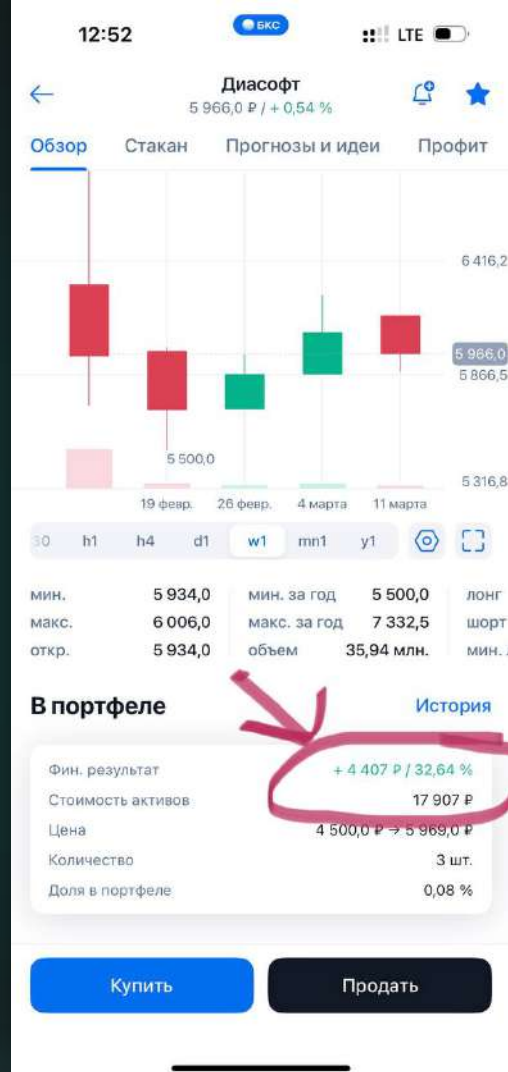 12:52
БКС
LTE
Диасофт
5 966,0 ₽ / + 0,54 %
Обзор Стакан Прогнозы и идеи Профит
6 416,2
5 966,0
5 866,5
5 500,0
5 316,8
19 февр. 26 февр. 4 марта 11 марта
30 h1 h4 d1 w1 mn1 y1
мин. 5 934,0 мин. за год 5 500,0 лонг
макс. 6 006,0 макс. за год 7 332,5 шорт
откр. 5 934,0 объем 35,94 млн. мин.
В портфеле История
Фин. результат + 4 407 ₽ / 32,64 %
Стоимость активов 17 907 ₽
Цена 4 500,0 ₽ → 5 969,0 ₽
Количество 3 шт.
Доля в портфеле 0,08 %
Купить Продать